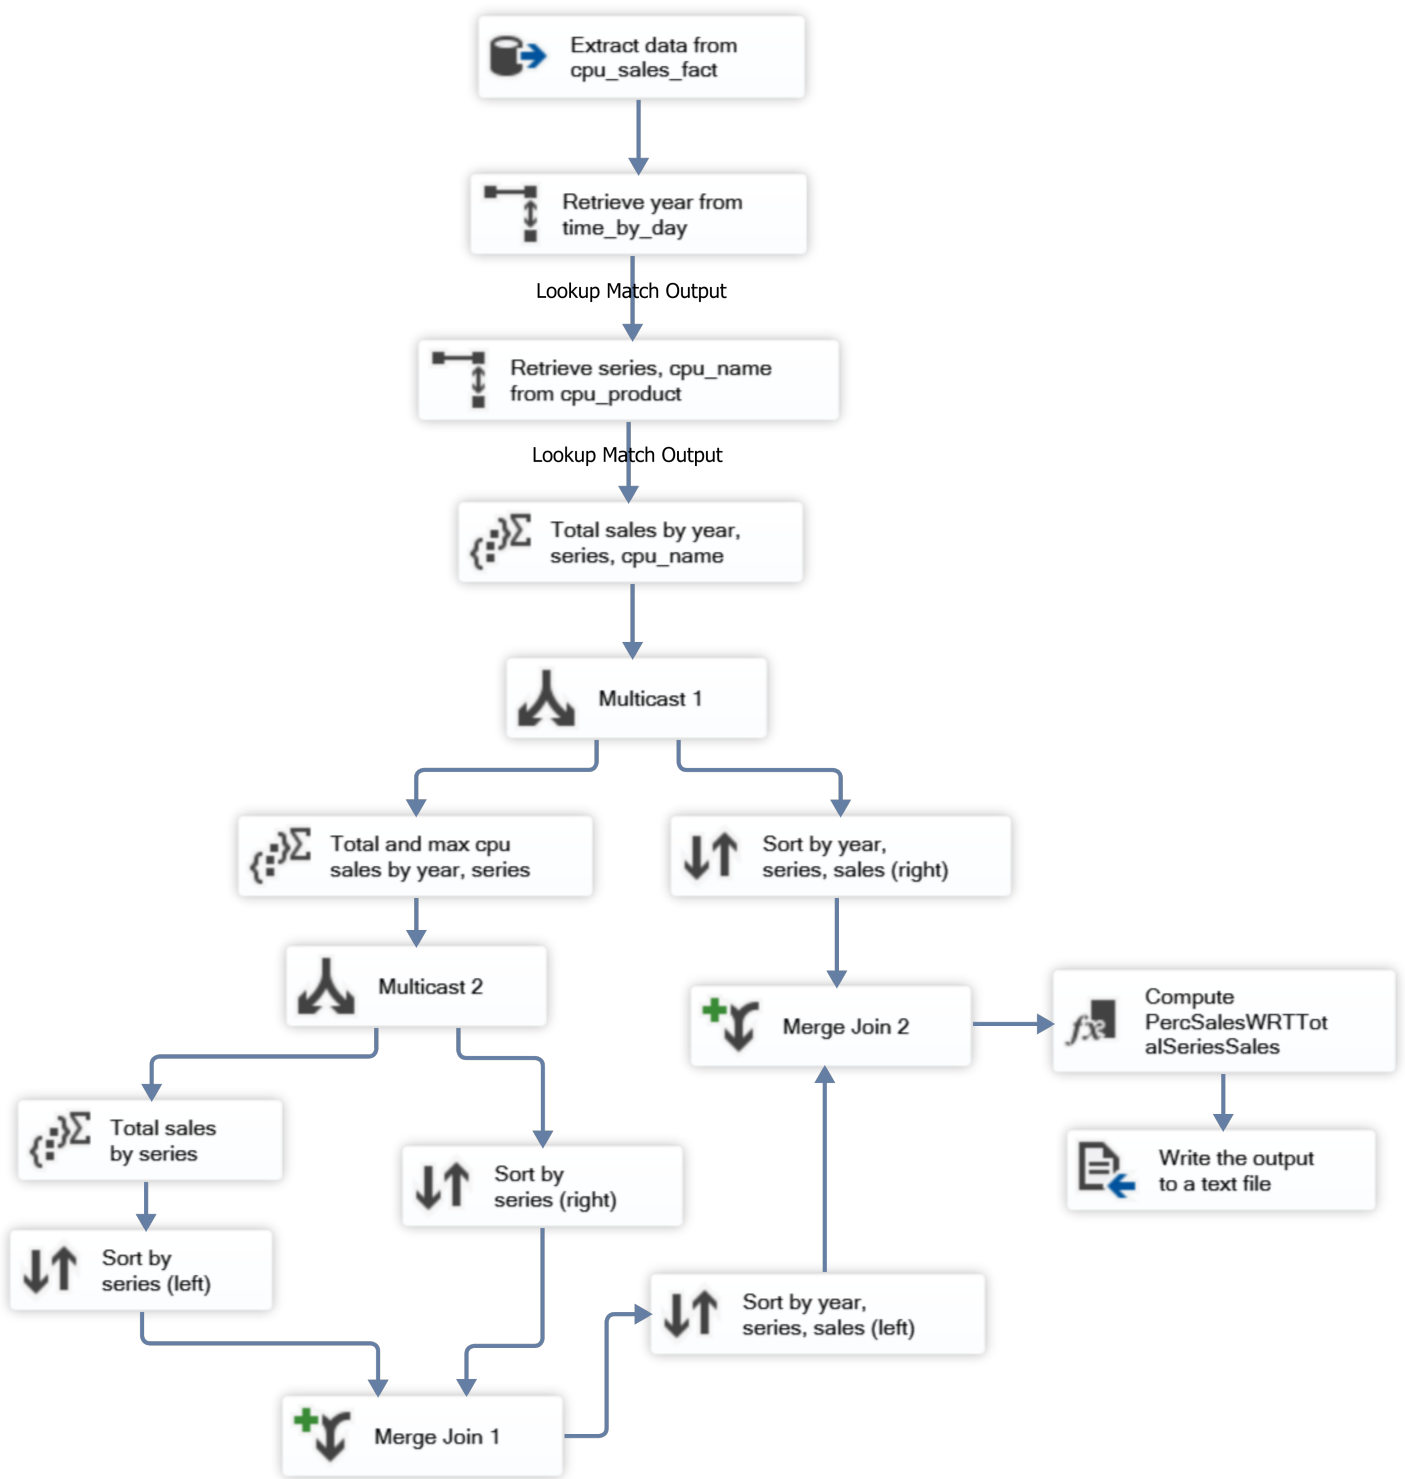 Extract data from
cpu_sales_fact
Retrieve year from
time_by_day
Lookup Match Output
Retrieve series, cpu_name
from cpu_product
Lookup Match Output
Total sales by year,
series, cpu_name
Multicast 1
Total and max cpu
sales by year, series
Sort by year,
series, sales (right)
Multicast 2
Merge Join 2
Compute
PercSalesWRTTot
alSeriesSales
Total sales
by series
Sort by
series (right)
Write the output
to a text file
Sort by
series (left)
Sort by year,
series, sales (left)
Merge Join 1